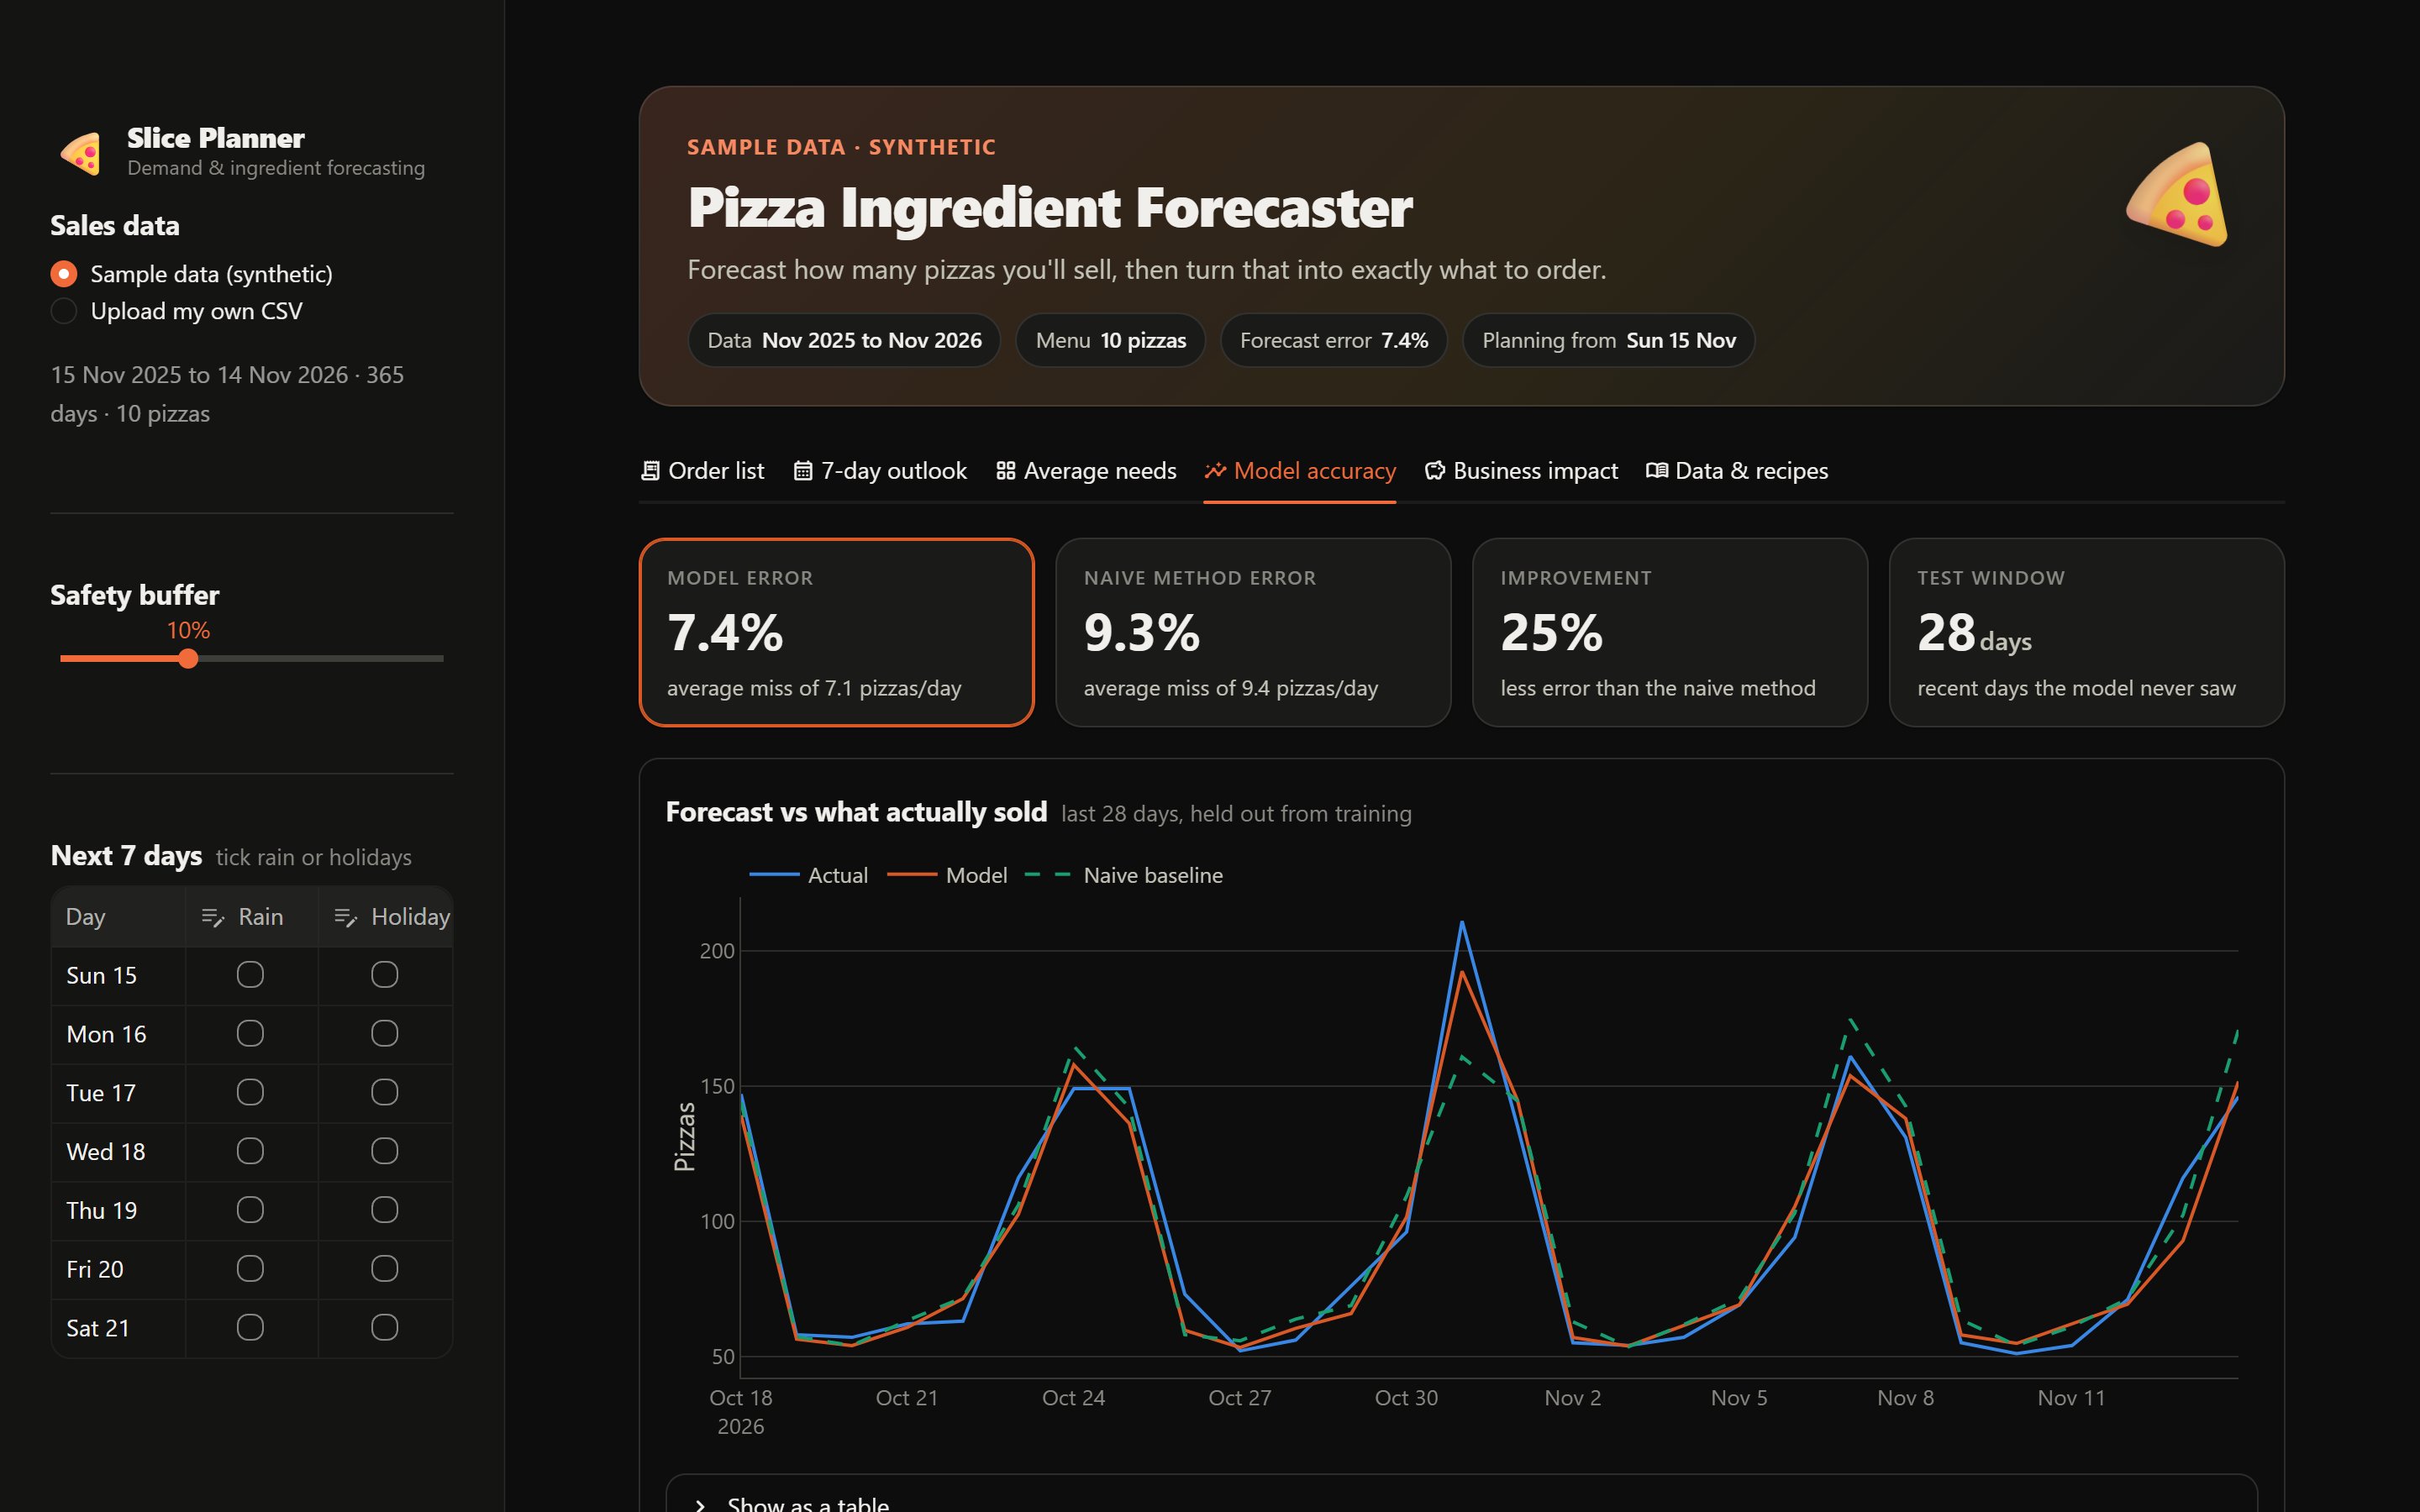 Slice Planner
Demand & ingredient forecasting
Sales data
Sample data (synthetic)
Upload my own CSV
15 Nov 2025 to 14 Nov 2026 · 365
days · 10 pizzas
Safety buffer
10%
Next 7 days tick rain or holidays
Day Rain Holiday
Sun 15
Mon 16
Tue 17
Wed 18
Thu 19
Fri 20
Sat 21
SAMPLE DATA · SYNTHETIC
Pizza Ingredient Forecaster
Forecast how many pizzas you'll sell, then turn that into exactly what to order.
Data Nov 2025 to Nov 2026 Menu 10 pizzas Forecast error 7.4% Planning from Sun 15 Nov
Order list 7-day outlook Average needs Model accuracy Business impact Data & recipes
MODEL ERROR
7.4%
average miss of 7.1 pizzas/day
NAIVE METHOD ERROR
9.3%
average miss of 9.4 pizzas/day
IMPROVEMENT
25%
less error than the naive method
TEST WINDOW
28 days
recent days the model never saw
Forecast vs what actually sold last 28 days, held out from training
Actual Model Naive baseline
Pizzas
200
150
100
50
Oct 18 Oct 21 Oct 24 Oct 27 Oct 30 Nov 2 Nov 5 Nov 8 Nov 11
2026
Show as a table